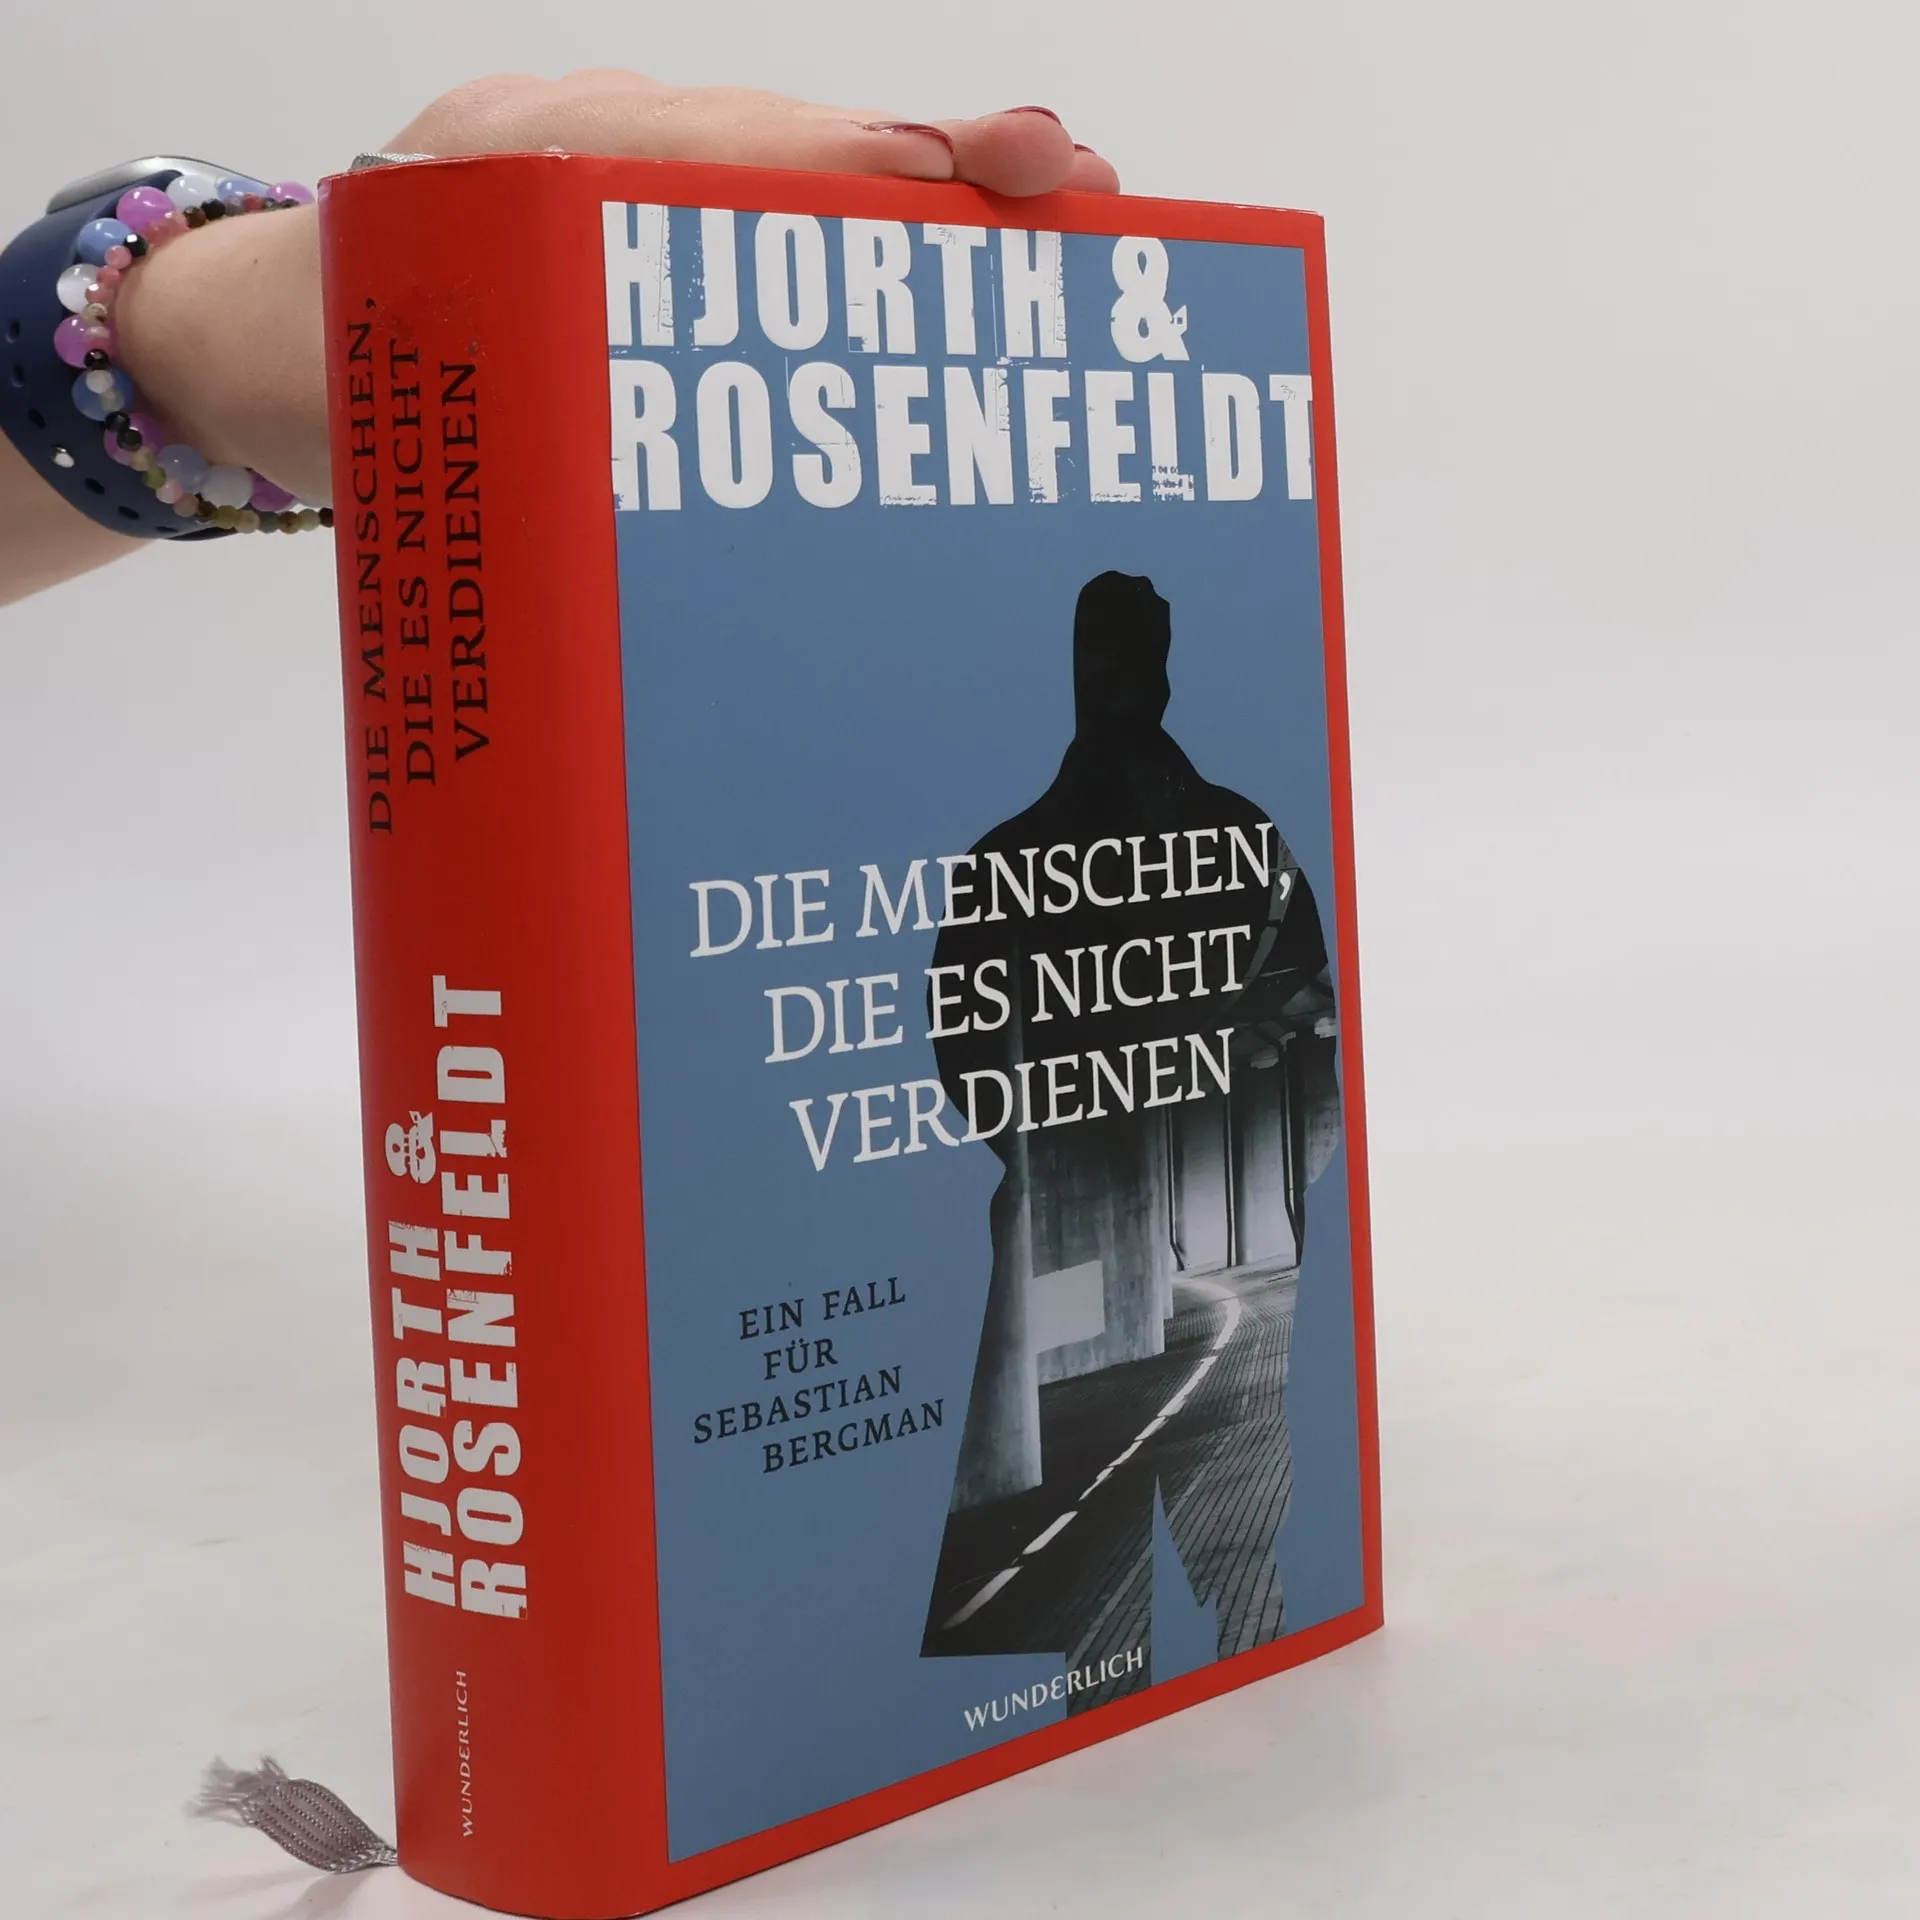 DIE MENSCHEN,
DIE ES NICHT
VERDIENEN
HJORTH &
ROSENFELDT
WUNDERLICH
HJORTH &
ROSENFELDT
DIE MENSCHEN,
DIE ES NICHT
VERDIENEN
EIN FALL
FÜR
SEBASTIAN
BERGMAN
WUNDERLICH